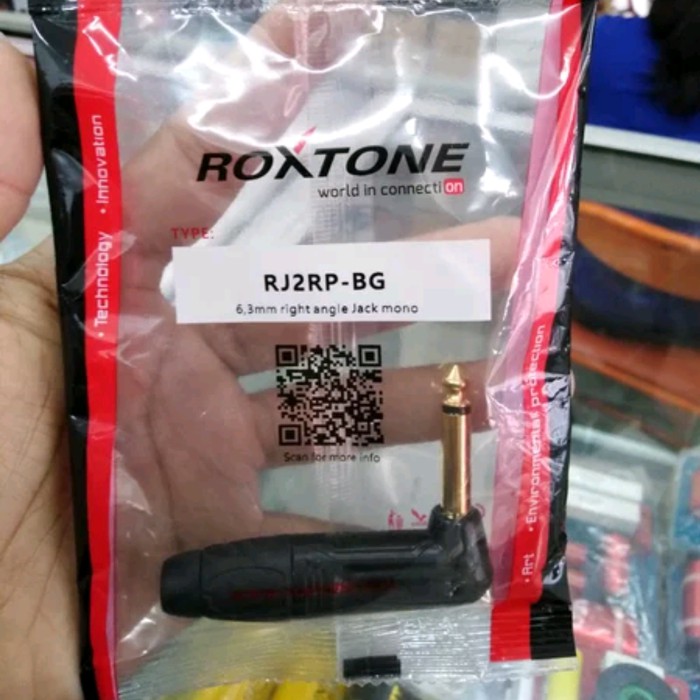 ROXTONE
world in connection
TYPE:
RJ2RP-BG
6,3mm right angle Jack mono
Scan for more info
• Technology • Innovation
• Art • Environmental protection